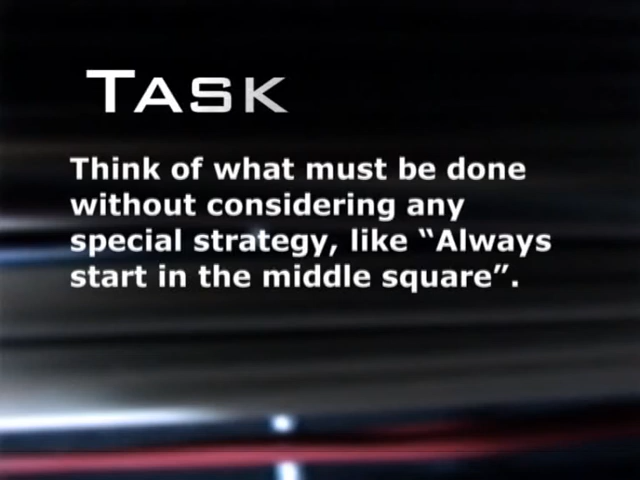 TASK
Think of what must be done
without considering any
special strategy, like “Always
start in the middle square”.